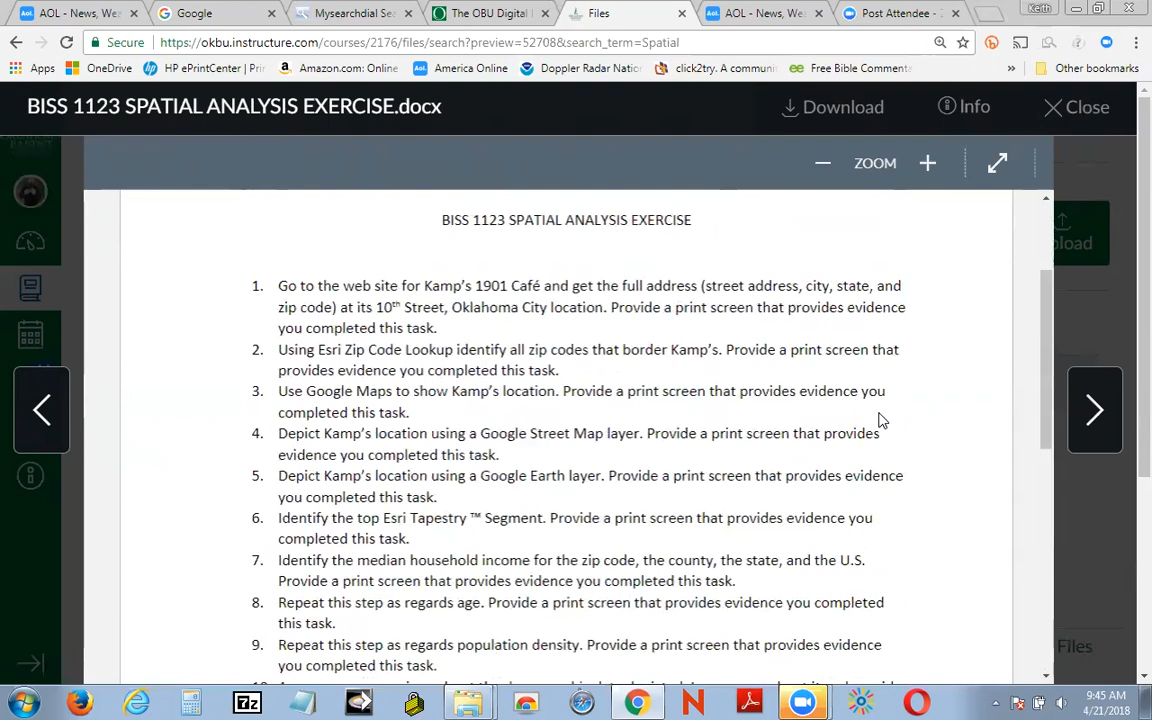 AOL - News, Wea
Google
Mysearchdial Sea
The OBU Digital
Files
AOL - News, Wea
Post Attendee -
Keith
Secure
https://okbu.instructure.com/courses/2176/files/search?preview=52708&search_term=Spatial
Apps
OneDrive
HP ePrintCenter | Pri
Amazon.com: Online
America Online
Doppler Radar Natio
click2try. A commun
Free Bible Comment
»
Other bookmarks
BISS 1123 SPATIAL ANALYSIS EXERCISE.docx
Download
Info
Close
ZOOM
BISS 1123 SPATIAL ANALYSIS EXERCISE
1. Go to the web site for Kamp's 1901 Café and get the full address (street address, city, state, and
zip code) at its 10th Street, Oklahoma City location. Provide a print screen that provides evidence
you completed this task.
2. Using Esri Zip Code Lookup identify all zip codes that border Kamp's. Provide a print screen that
provides evidence you completed this task.
3. Use Google Maps to show Kamp's location. Provide a print screen that provides evidence you
completed this task.
4. Depict Kamp's location using a Google Street Map layer. Provide a print screen that provides
evidence you completed this task.
5. Depict Kamp's location using a Google Earth layer. Provide a print screen that provides evidence
you completed this task.
6. Identify the top Esri Tapestry ™ Segment. Provide a print screen that provides evidence you
completed this task.
7. Identify the median household income for the zip code, the county, the state, and the U.S.
Provide a print screen that provides evidence you completed this task.
8. Repeat this step as regards age. Provide a print screen that provides evidence you completed
this task.
9. Repeat this step as regards population density. Provide a print screen that provides evidence
you completed this task.
oad
Files
9:45 AM
4/21/2018